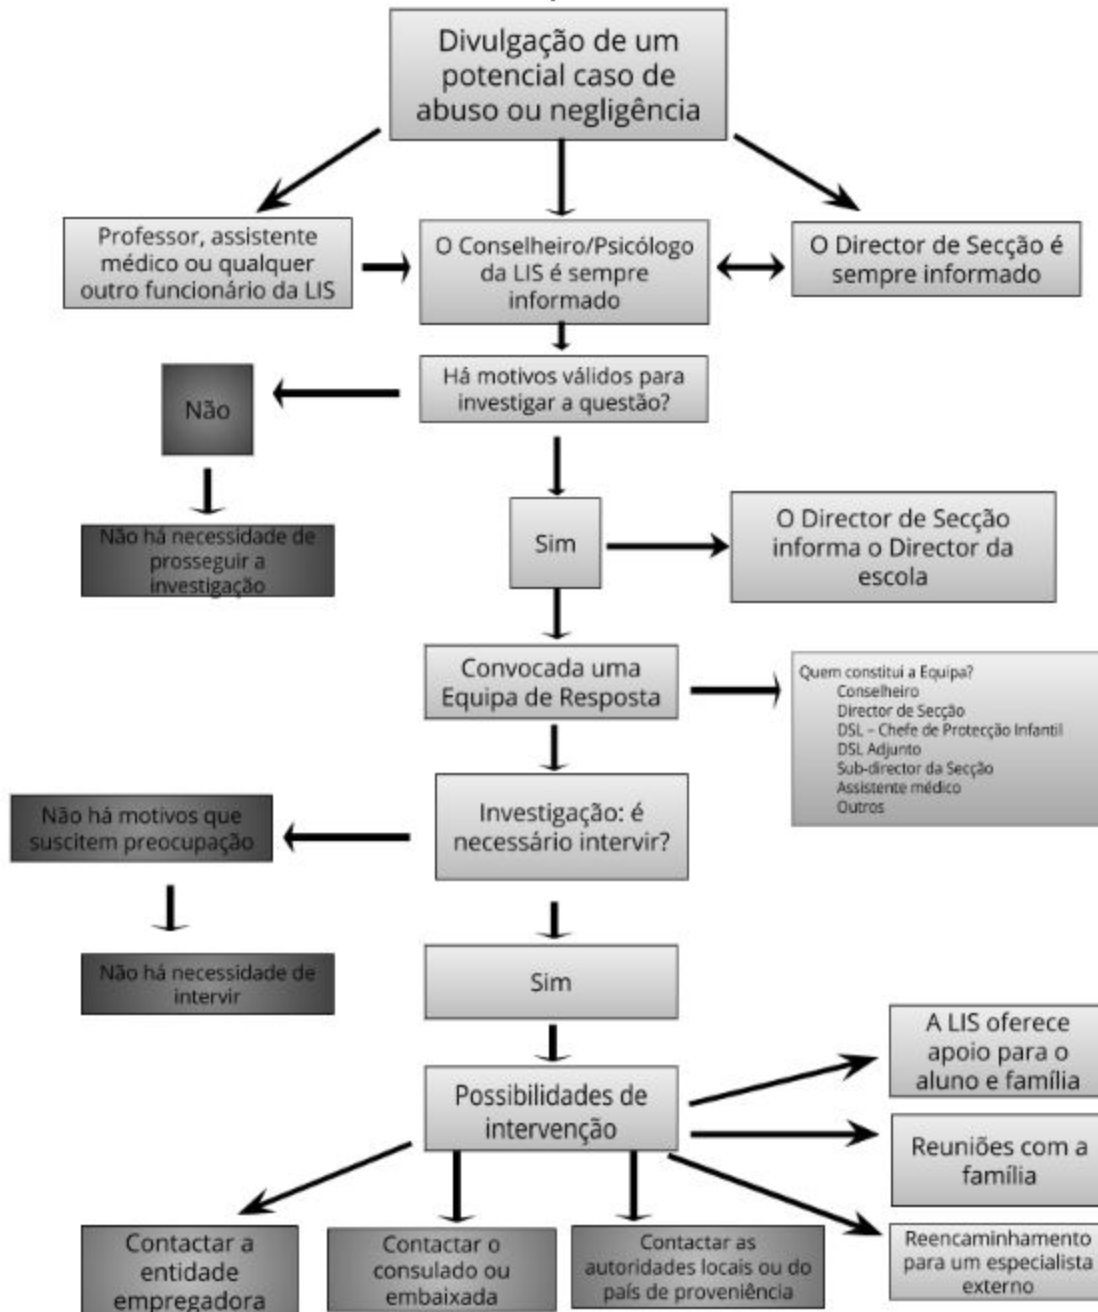 Divulgação de um
potencial caso de
abuso ou negligência
Professor, assistente
médico ou qualquer
outro funcionário da LIS
O Conselheiro/Psicólogo
da LIS é sempre
informado
O Director de Secção é
sempre informado
Há motivos válidos para
investigar a questão?
Não
Não há necessidade de
prosseguir a
investigação
Sim
O Director de Secção
informa o Director da
escola
Convocada uma
Equipa de Resposta
Quem constitui a Equipa?
Conselheiro
Director de Secção
DSL – Chefe de Protecção Infantil
DSL Adjunto
Sub-director da Secção
Assistente médico
Outros
Investigação: é
necessário intervir?
Não há motivos que
suscitem preocupação
Não há necessidade de
intervir
Sim
Possibilidades de
intervenção
A LIS oferece
apoio para o
aluno e família
Reuniões com a
família
Reencaminhamento
para um especialista
externo
Contactar a
entidade
empregadora
Contactar o
consulado ou
embaixada
Contactar as
autoridades locais ou do
país de proveniência